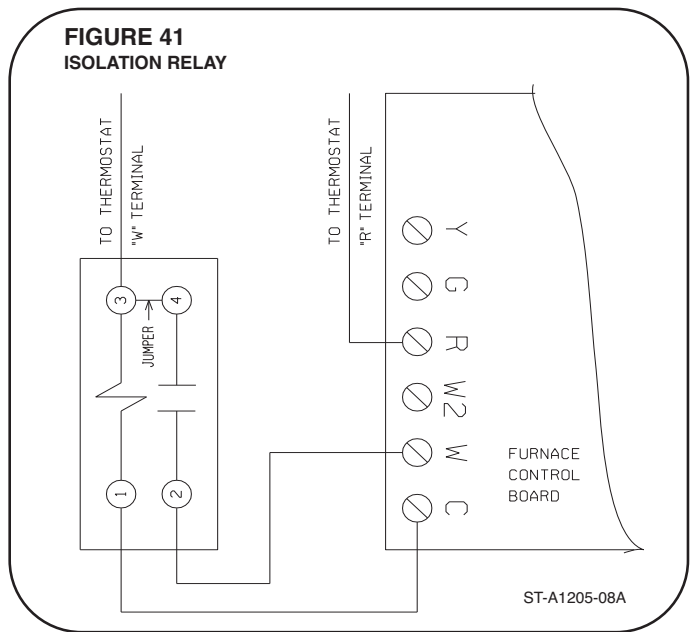 FIGURE 41
ISOLATION RELAY
TO THERMOSTAT
"W" TERMINAL
TO THERMOSTAT
"R" TERMINAL
3
4
JUMPER
1
2
Y
G
R
W2
W
C
FURNACE
CONTROL
BOARD
ST-A1205-08A